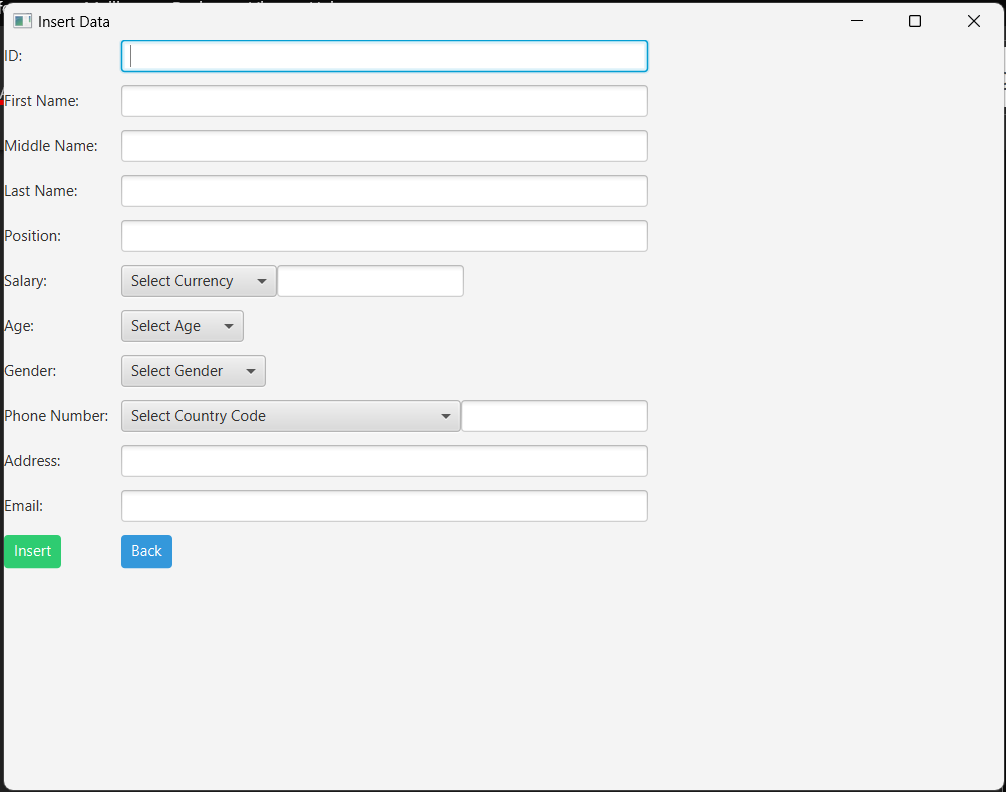 Insert Data
ID:
First Name:
Middle Name:
Last Name:
Position:
Salary: Select Currency
Age: Select Age
Gender: Select Gender
Phone Number: Select Country Code
Address:
Email:
Insert Back